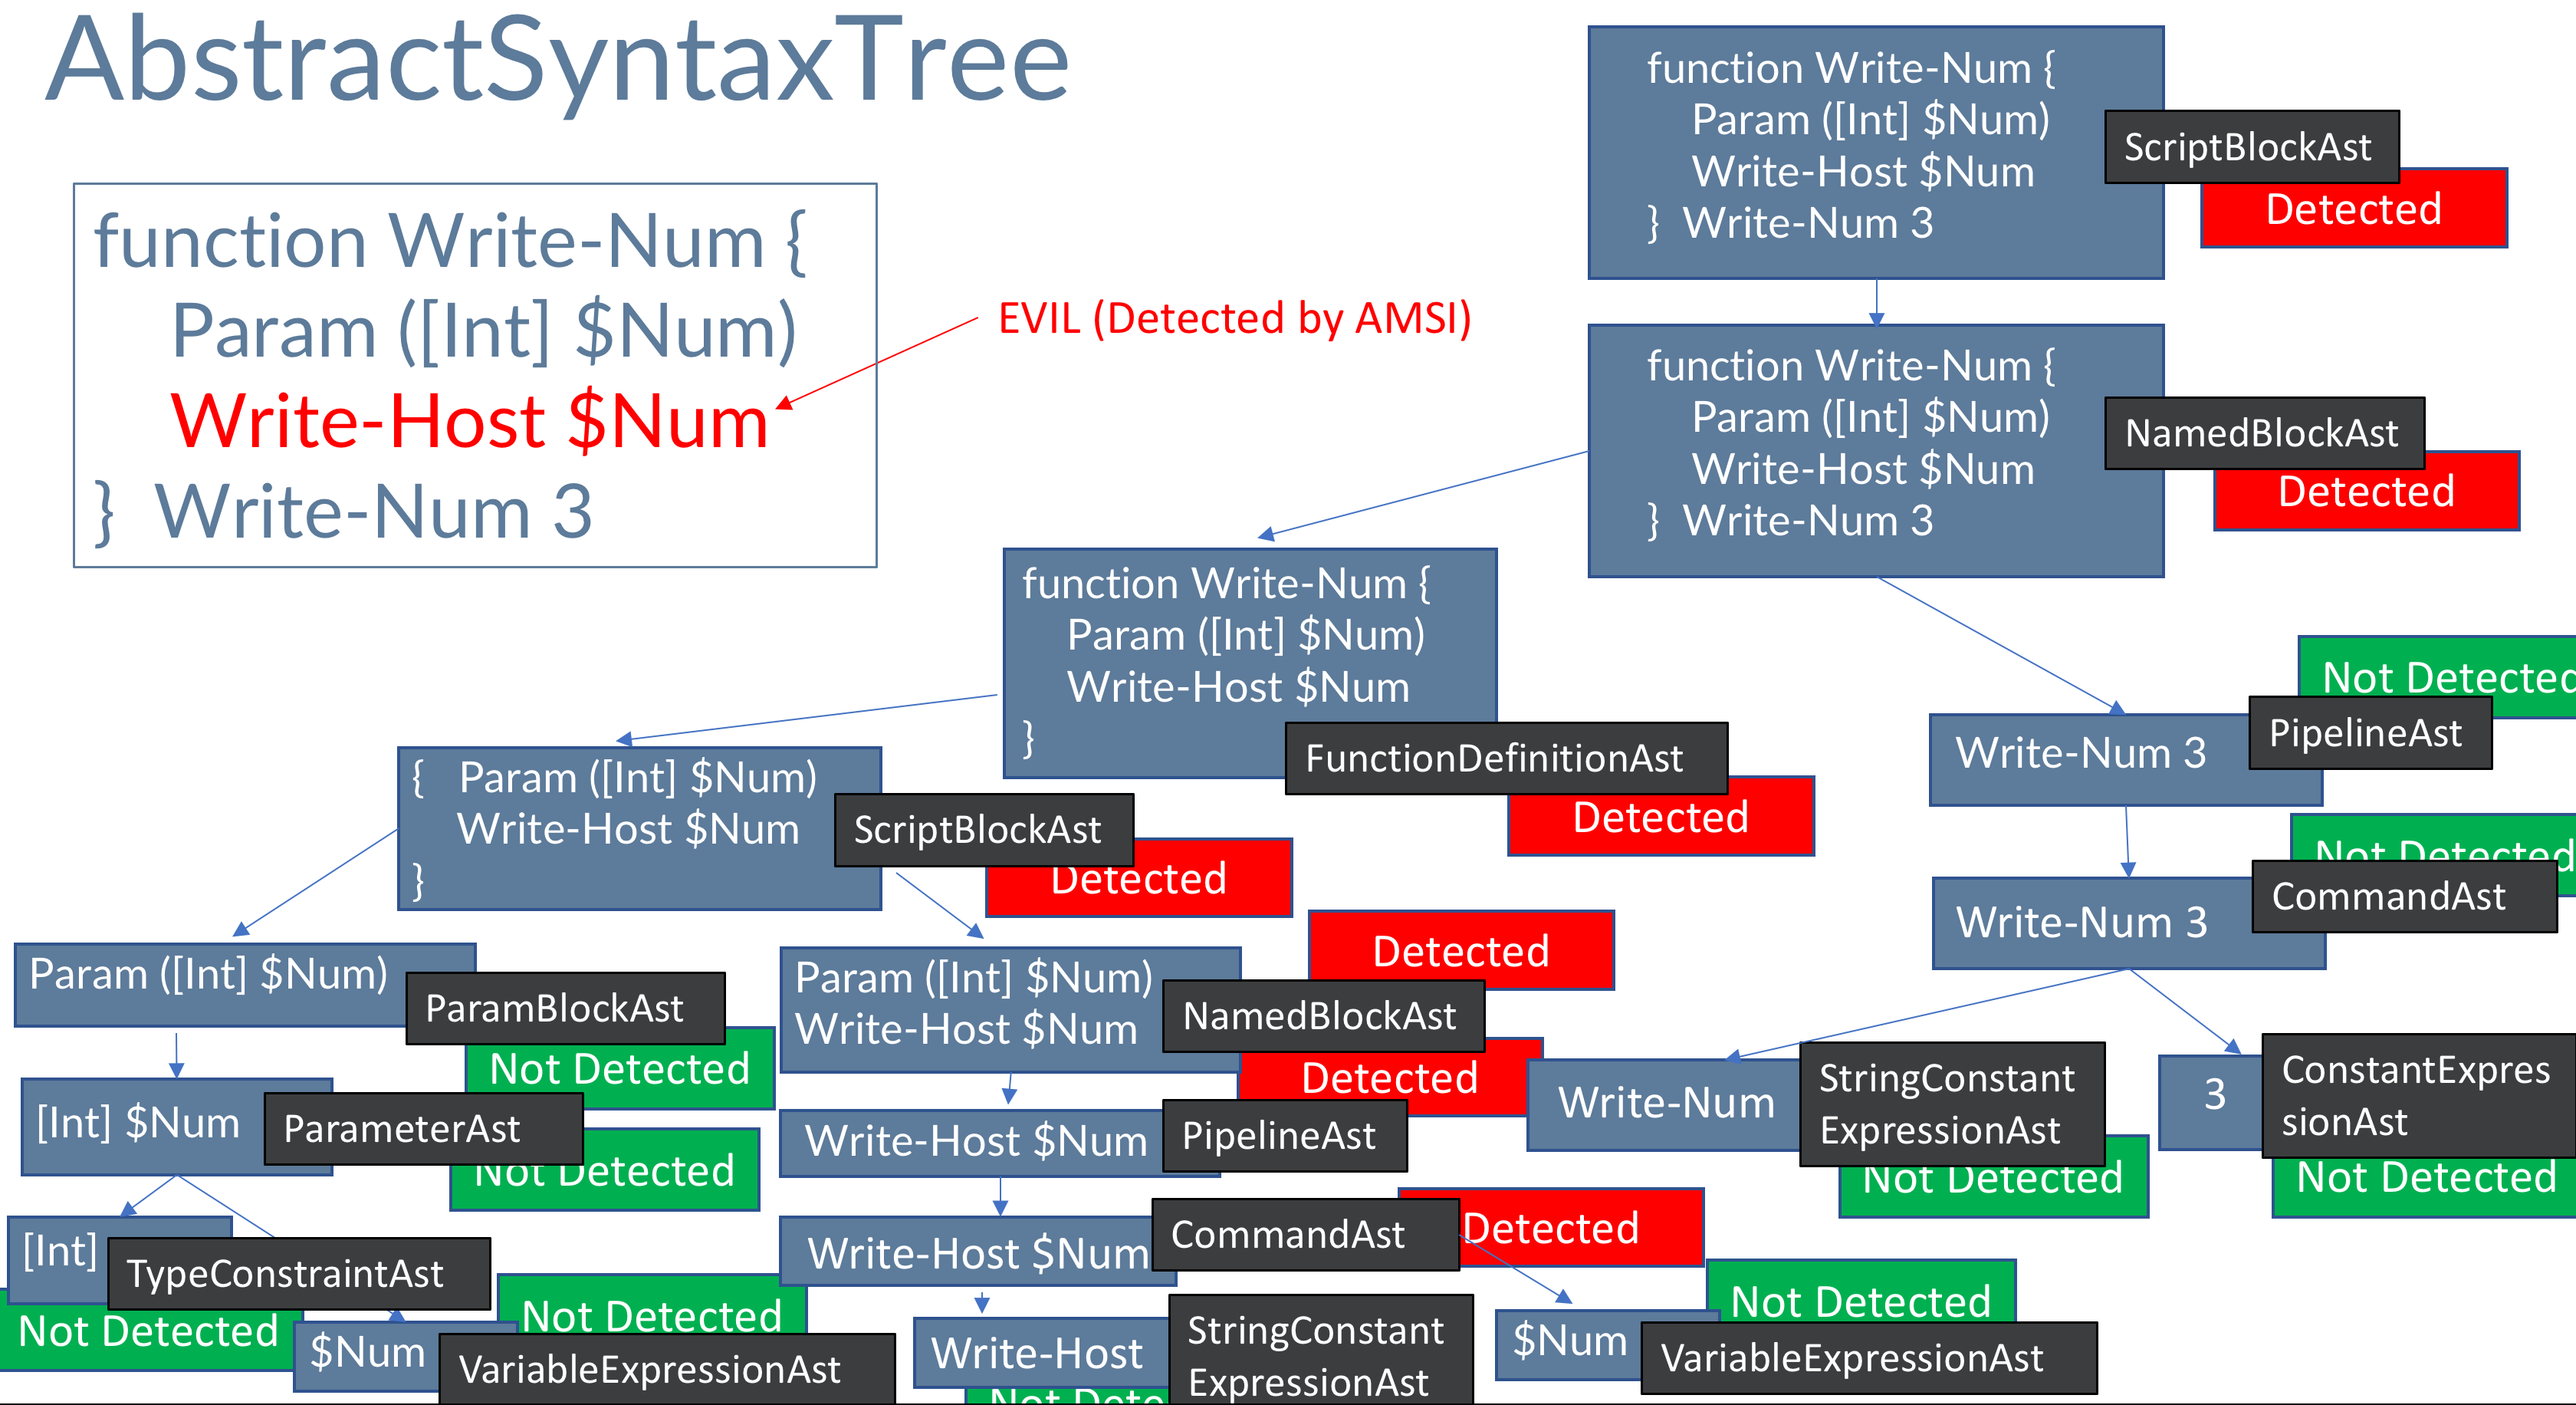 AbstractSyntaxTree
function Write-Num {
Param ([Int] $Num)
Write-Host $Num
} Write-Num 3
EVIL (Detected by AMSI)
function Write-Num {
Param ([Int] $Num)
Write-Host $Num
} Write-Num 3
ScriptBlockAst
Detected
function Write-Num {
Param ([Int] $Num)
Write-Host $Num
} Write-Num 3
NamedBlockAst
Detected
function Write-Num {
Param ([Int] $Num)
Write-Host $Num
}
FunctionDefinitionAst
Detected
Not Detected
Write-Num 3
PipelineAst
{ Param ([Int] $Num)
Write-Host $Num
}
ScriptBlockAst
Detected
Not Detected
Write-Num 3
CommandAst
Param ([Int] $Num)
ParamBlockAst
Not Detected
Detected
Param ([Int] $Num)
Write-Host $Num
NamedBlockAst
Detected
Write-Num
StringConstant
ExpressionAst
Not Detected
3
ConstantExpres
sionAst
Not Detected
[Int] $Num
ParameterAst
Not Detected
Write-Host $Num
PipelineAst
[Int]
TypeConstraintAst
Not Detected
Write-Host $Num
CommandAst
Detected
$Num
VariableExpressionAst
Not Detected
Write-Host
StringConstant
ExpressionAst
Not Dete
$Num
VariableExpressionAst
Not Detected